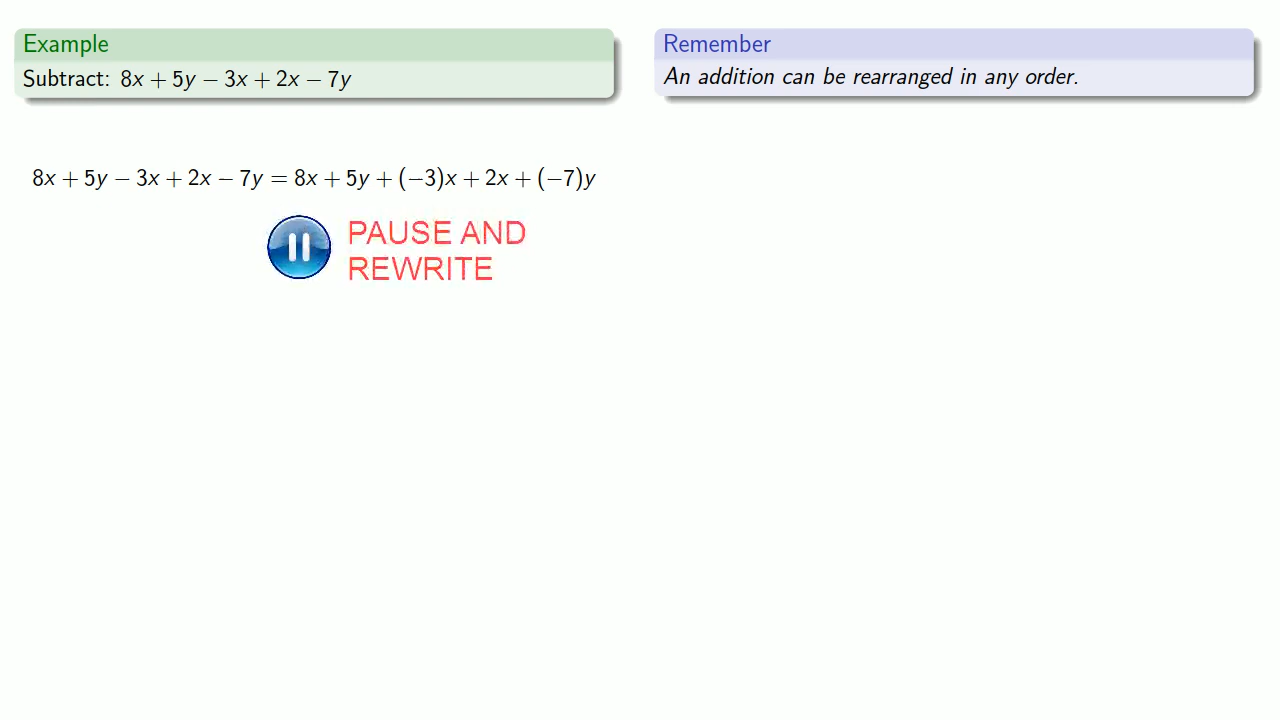 Example
Subtract: 8x + 5y − 3x + 2x − 7y
Remember
An addition can be rearranged in any order.
8x + 5y − 3x + 2x − 7y = 8x + 5y + (−3)x + 2x + (−7)y
PAUSE AND
REWRITE